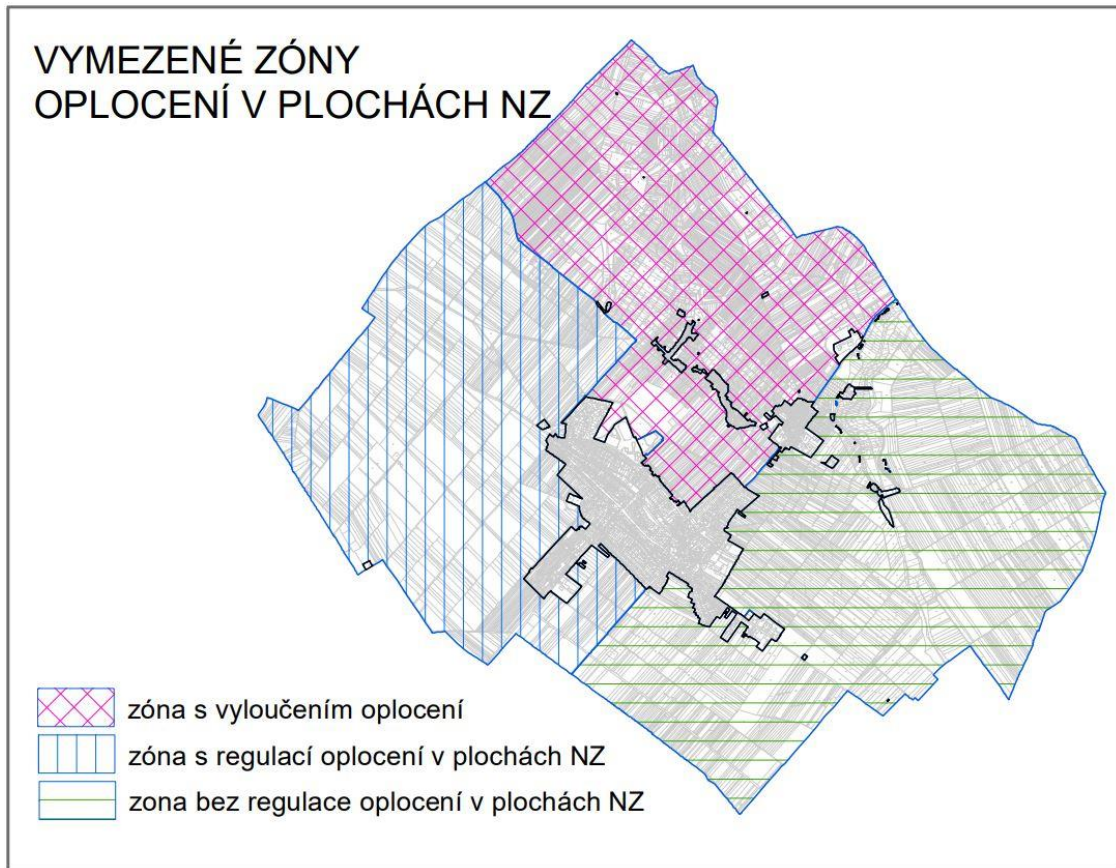 VYMEZENÉ ZÓNY
OPLOCENÍ V PLOCHÁCH NZ
zóna s vyloučením oplocení
zóna s regulací oplocení v plochách NZ
zona bez regulace oplocení v plochách NZ